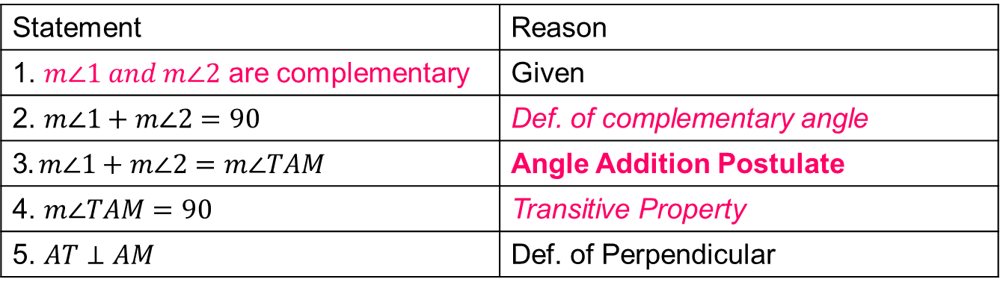 Statement Reason
1. m∠1 and m∠2 are complementary Given
2. m∠1 + m∠2 = 90 Def. of complementary angle
3. m∠1 + m∠2 = m∠TAM Angle Addition Postulate
4. m∠TAM = 90 Transitive Property
5. AT ⊥ AM Def. of Perpendicular